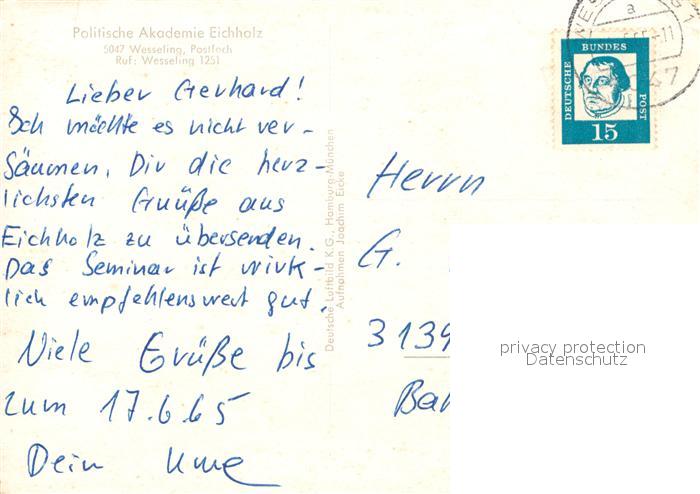 Politische Akademie Eichholz
5047 Wesseling, Postfach
Ruf: Wesseling 1251
Lieber Gerhard!
Ich möchte es nicht ver-
säumen, Dir die herz-
lichsten Grüße aus
Eichholz zu übersenden.
Das Seminar ist wirk-
lich empfehlenswert gut.
Viele Grüße bis
zum 17.6.65
Dein Uwe
Deutsche Luftbild K.G., Hamburg-München
Aufnahmen Joachim Eicke
DEUTSCHE
BUNDES
POST
15
Herrn
G.
3139
Bar
privacy protection
Datenschutz